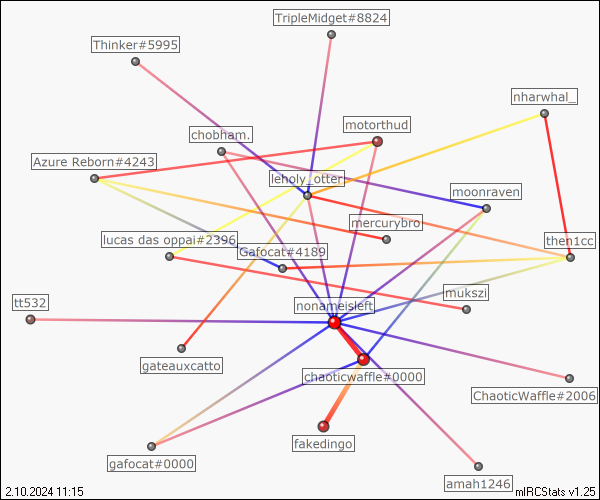 TripleMidget#8824
Thinker#5995
nharwhal_
motorthud
chobham.
Azure Reborn#4243
leholy_otter
moonraven
mercurybro
lucas das oppai#2396
then1cc
Gafocat#4189
mukszi
tt532
nonameisleft
gateauxcatto
chaoticwaffle#0000
ChaoticWaffle#2006
fakedingo
gafocat#0000
amah1246
2.10.2024 11:15
mIRCStats v1.25